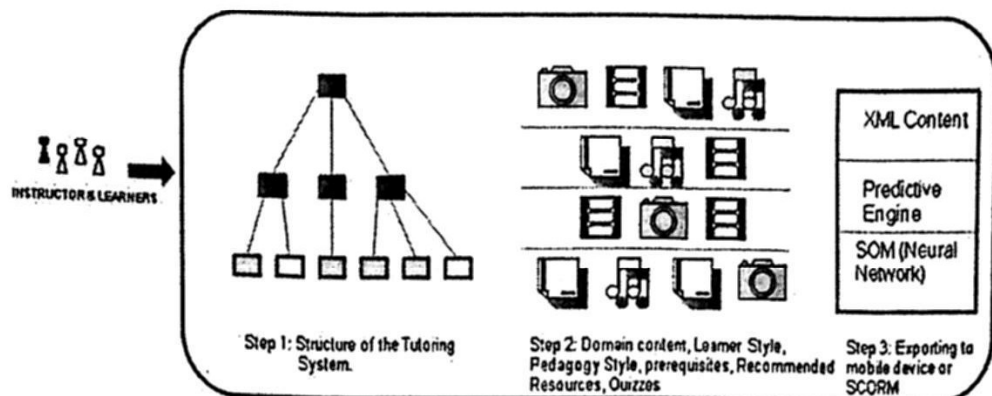 INSTRUCTOR & LEARNERS
XML Content
Predictive
Engine
SOM (Neural
Network)
Step 1: Structure of the Tutoring
System.
Step 2: Domain content, Learner Style,
Pedagogy Style, prerequisites, Recommended
Resources, Quizzes
Step 3: Exporting to
mobile device or
SCORM